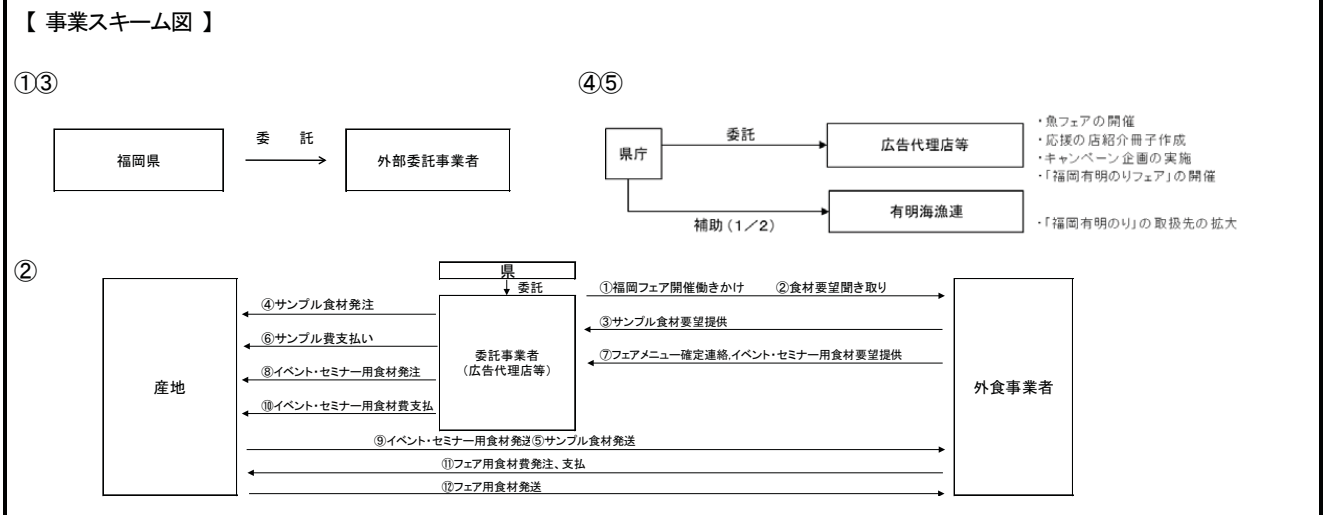 【 事業スキーム図 】
①③
福岡県
委 託
外部委託事業者
④⑤
県庁
委託
広告代理店等
・魚フェアの開催
・応援の店紹介冊子作成
・キャンペーン企画の実施
・「福岡有明のりフェア」の開催
補助（１／２）
有明海漁連
・「福岡有明のり」の取扱先の拡大
②
県
委託
産地
委託事業者
（広告代理店等）
外食事業者
①福岡フェア開催働きかけ ②食材要望聞き取り
③サンプル食材要望提供
④サンプル食材発注
⑥サンプル費支払い
⑦フェアメニュー確定連絡,イベント・セミナー用食材要望提供
⑧イベント・セミナー用食材発注
⑩イベント・セミナー用食材費支払
⑨イベント・セミナー用食材発送⑤サンプル食材発送
⑪フェア用食材費発注、支払
⑫フェア用食材発送